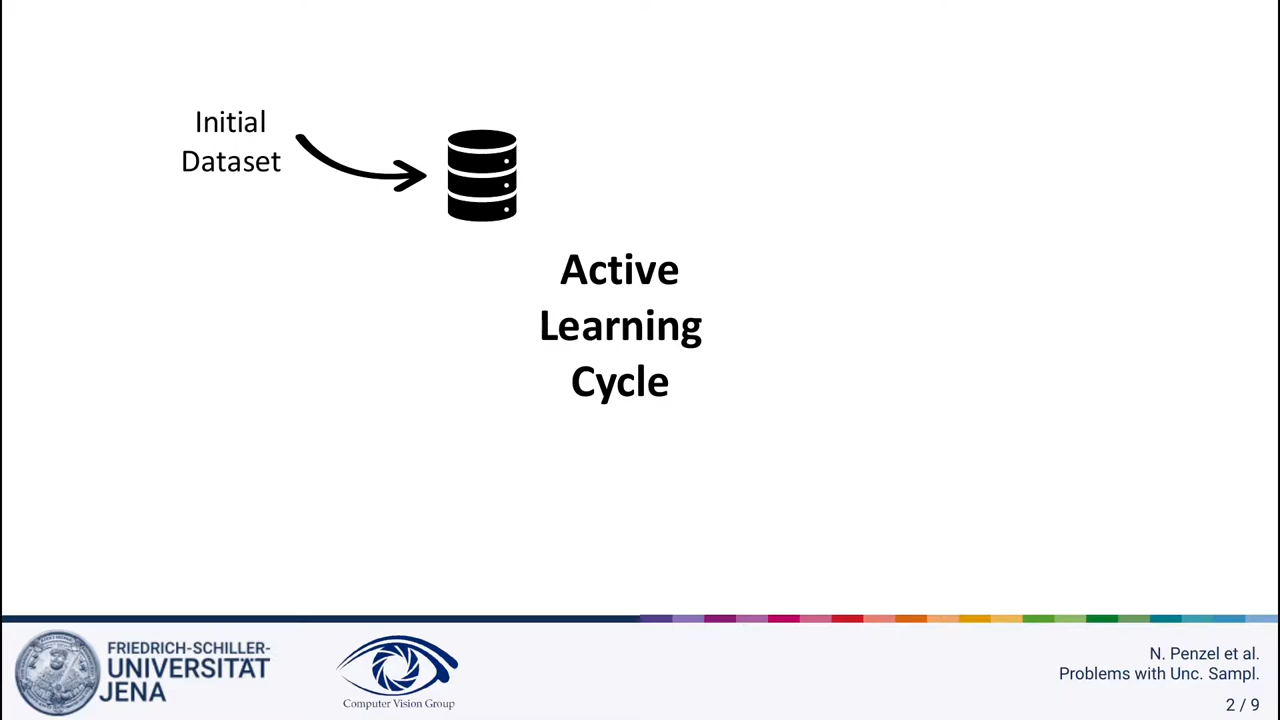 Initial
Dataset
Active
Learning
Cycle
FRIEDRICH-SCHILLER-
UNIVERSITÄT
JENA
Computer Vision Group
N. Penzel et al.
Problems with Unc. Sampl.
2 / 9